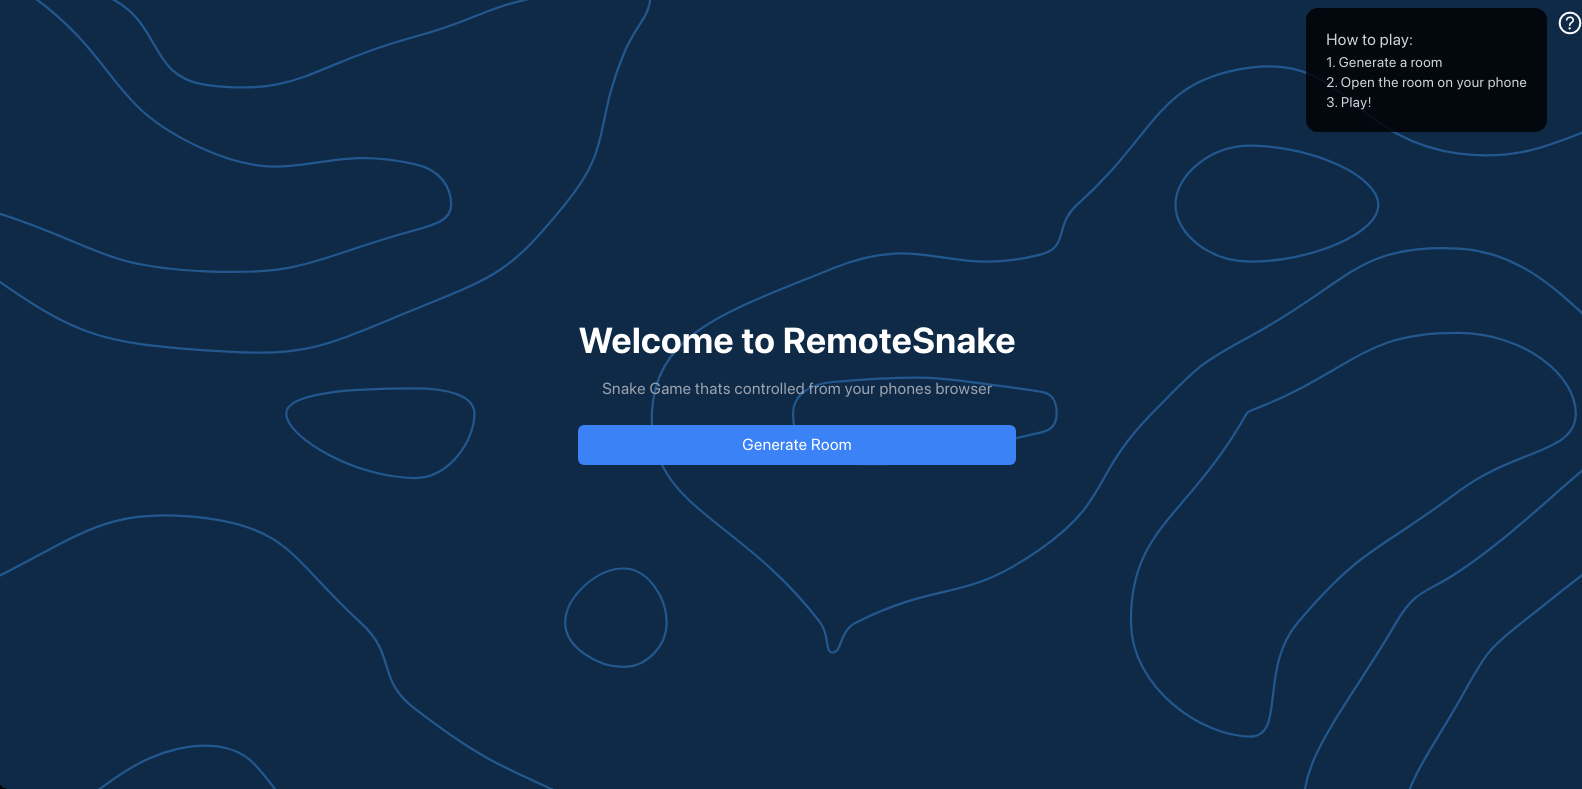 How to play:
1. Generate a room
2. Open the room on your phone
3. Play!
Welcome to RemoteSnake
Snake Game thats controlled from your phones browser
Generate Room